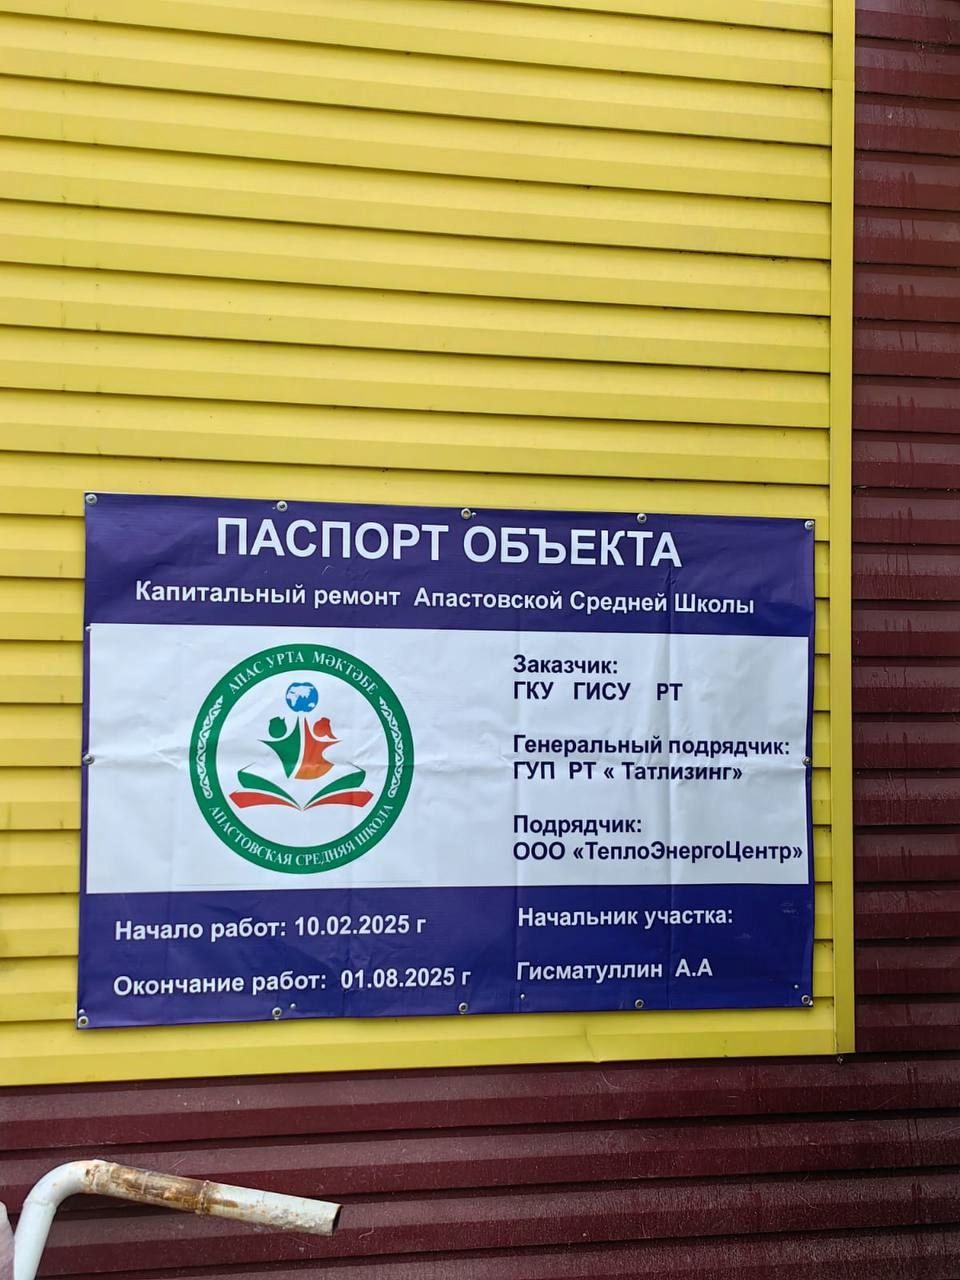 ПАСПОРТ ОБЪЕКТА
Капитальный ремонт Апастовской Средней Школы
АПАС УРТА МӘКТӘБЕ
АПАСТОВСКАЯ СРЕДНЯЯ ШКОЛА
Заказчик:
ГКУ ГИСУ РТ
Генеральный подрядчик:
ГУП РТ « Татлизинг»
Подрядчик:
ООО «ТеплоЭнергоЦентр»
Начало работ: 10.02.2025 г
Окончание работ: 01.08.2025 г
Начальник участка:
Гисматуллин А.А